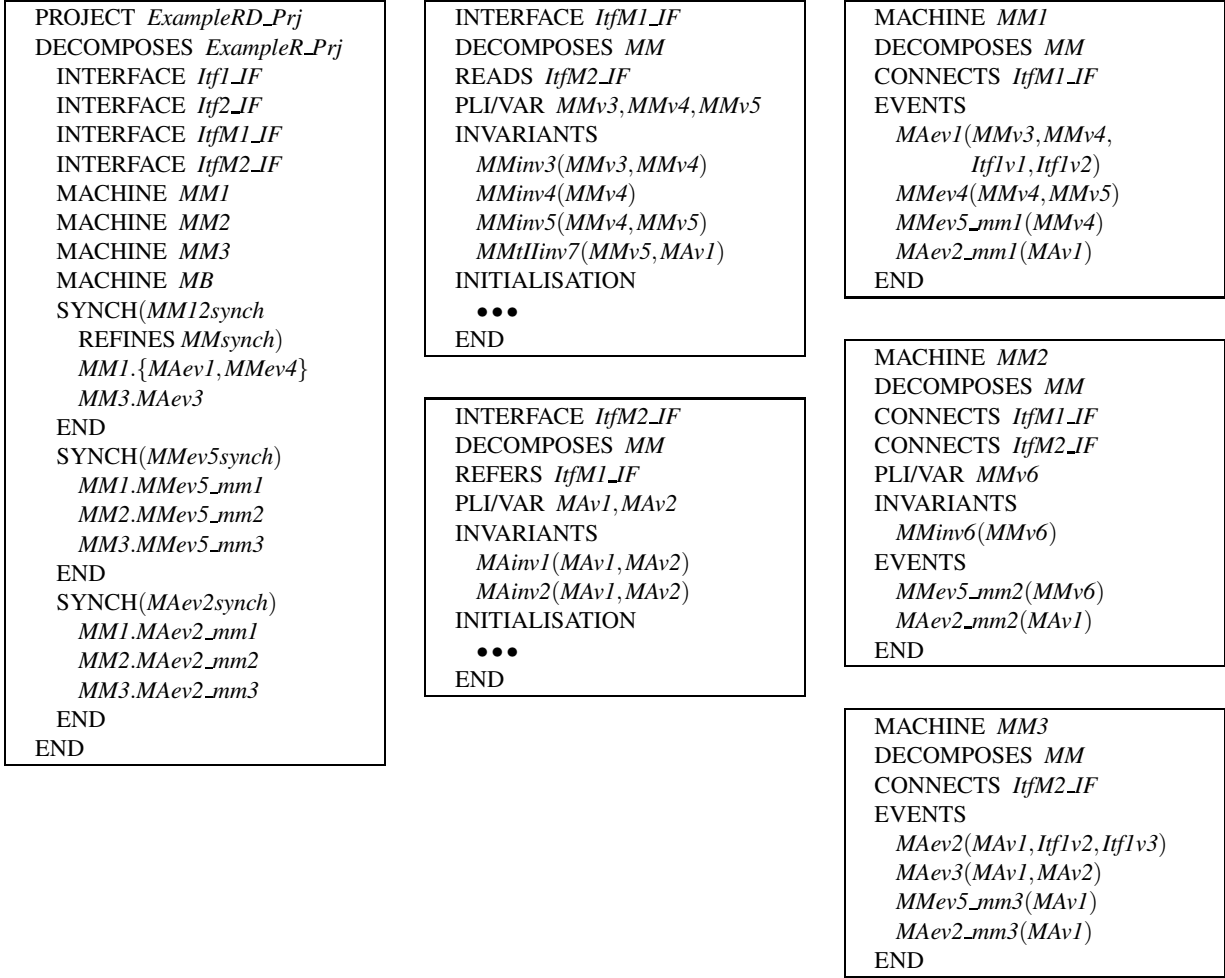 PROJECT ExampleRD_Prj
DECOMPOSES ExampleR_Prj
INTERFACE Itf1_IF
INTERFACE Itf2_IF
INTERFACE ItfM1_IF
INTERFACE ItfM2_IF
MACHINE MM1
MACHINE MM2
MACHINE MM3
MACHINE MB
SYNCH(MM12synch
REFINES MMsynch)
MM1.{MAev1,MMev4}
MM3.MAev3
END
SYNCH(MMev5synch)
MM1.MMev5_mm1
MM2.MMev5_mm2
MM3.MMev5_mm3
END
SYNCH(MAev2synch)
MM1.MAev2_mm1
MM2.MAev2_mm2
MM3.MAev2_mm3
END
END
INTERFACE ItfM1_IF
DECOMPOSES MM
READS ItfM2_IF
PLI/VAR MMv3,MMv4,MMv5
INVARIANTS
MMinv3(MMv3,MMv4)
MMinv4(MMv4)
MMinv5(MMv4,MMv5)
MMtIIinv7(MMv5,MAv1)
INITIALISATION
•••
END
INTERFACE ItfM2_IF
DECOMPOSES MM
REFERS ItfM1_IF
PLI/VAR MAv1,MAv2
INVARIANTS
MAinv1(MAv1,MAv2)
MAinv2(MAv1,MAv2)
INITIALISATION
•••
END
MACHINE MM1
DECOMPOSES MM
CONNECTS ItfM1_IF
EVENTS
MAev1(MMv3,MMv4,
Itf1v1,Itf1v2)
MMev4(MMv4,MMv5)
MMev5_mm1(MMv4)
MAev2_mm1(MAv1)
END
MACHINE MM2
DECOMPOSES MM
CONNECTS ItfM1_IF
CONNECTS ItfM2_IF
PLI/VAR MMv6
INVARIANTS
MMinv6(MMv6)
EVENTS
MMev5_mm2(MMv6)
MAev2_mm2(MAv1)
END
MACHINE MM3
DECOMPOSES MM
CONNECTS ItfM2_IF
EVENTS
MAev2(MAv1,Itf1v2,Itf1v3)
MAev3(MAv1,MAv2)
MMev5_mm3(MAv1)
MAev2_mm3(MAv1)
END